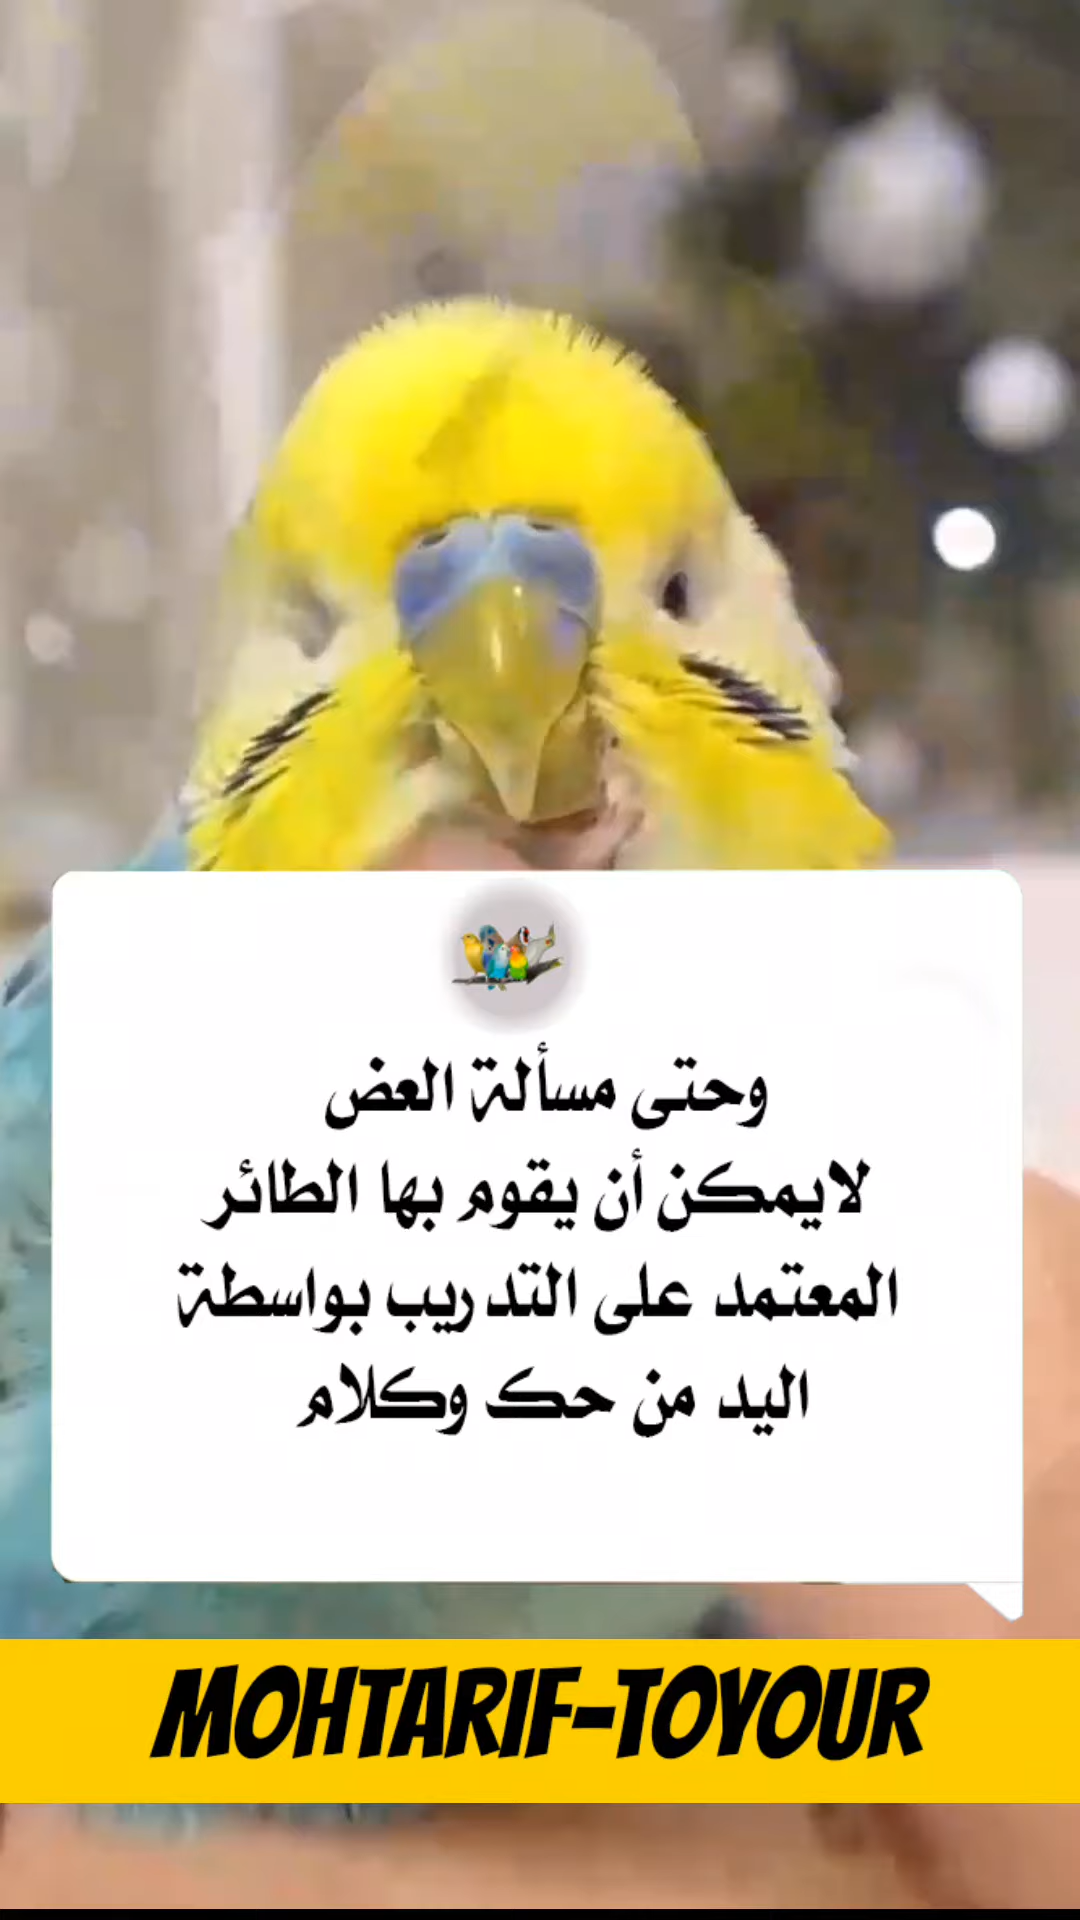 وحتى مسألة العض
لايمكن أن يقوم بها الطائر
المعتمد على التدريب بواسطة
اليد من حك وكلام
MOHTARIF-TOYOUR